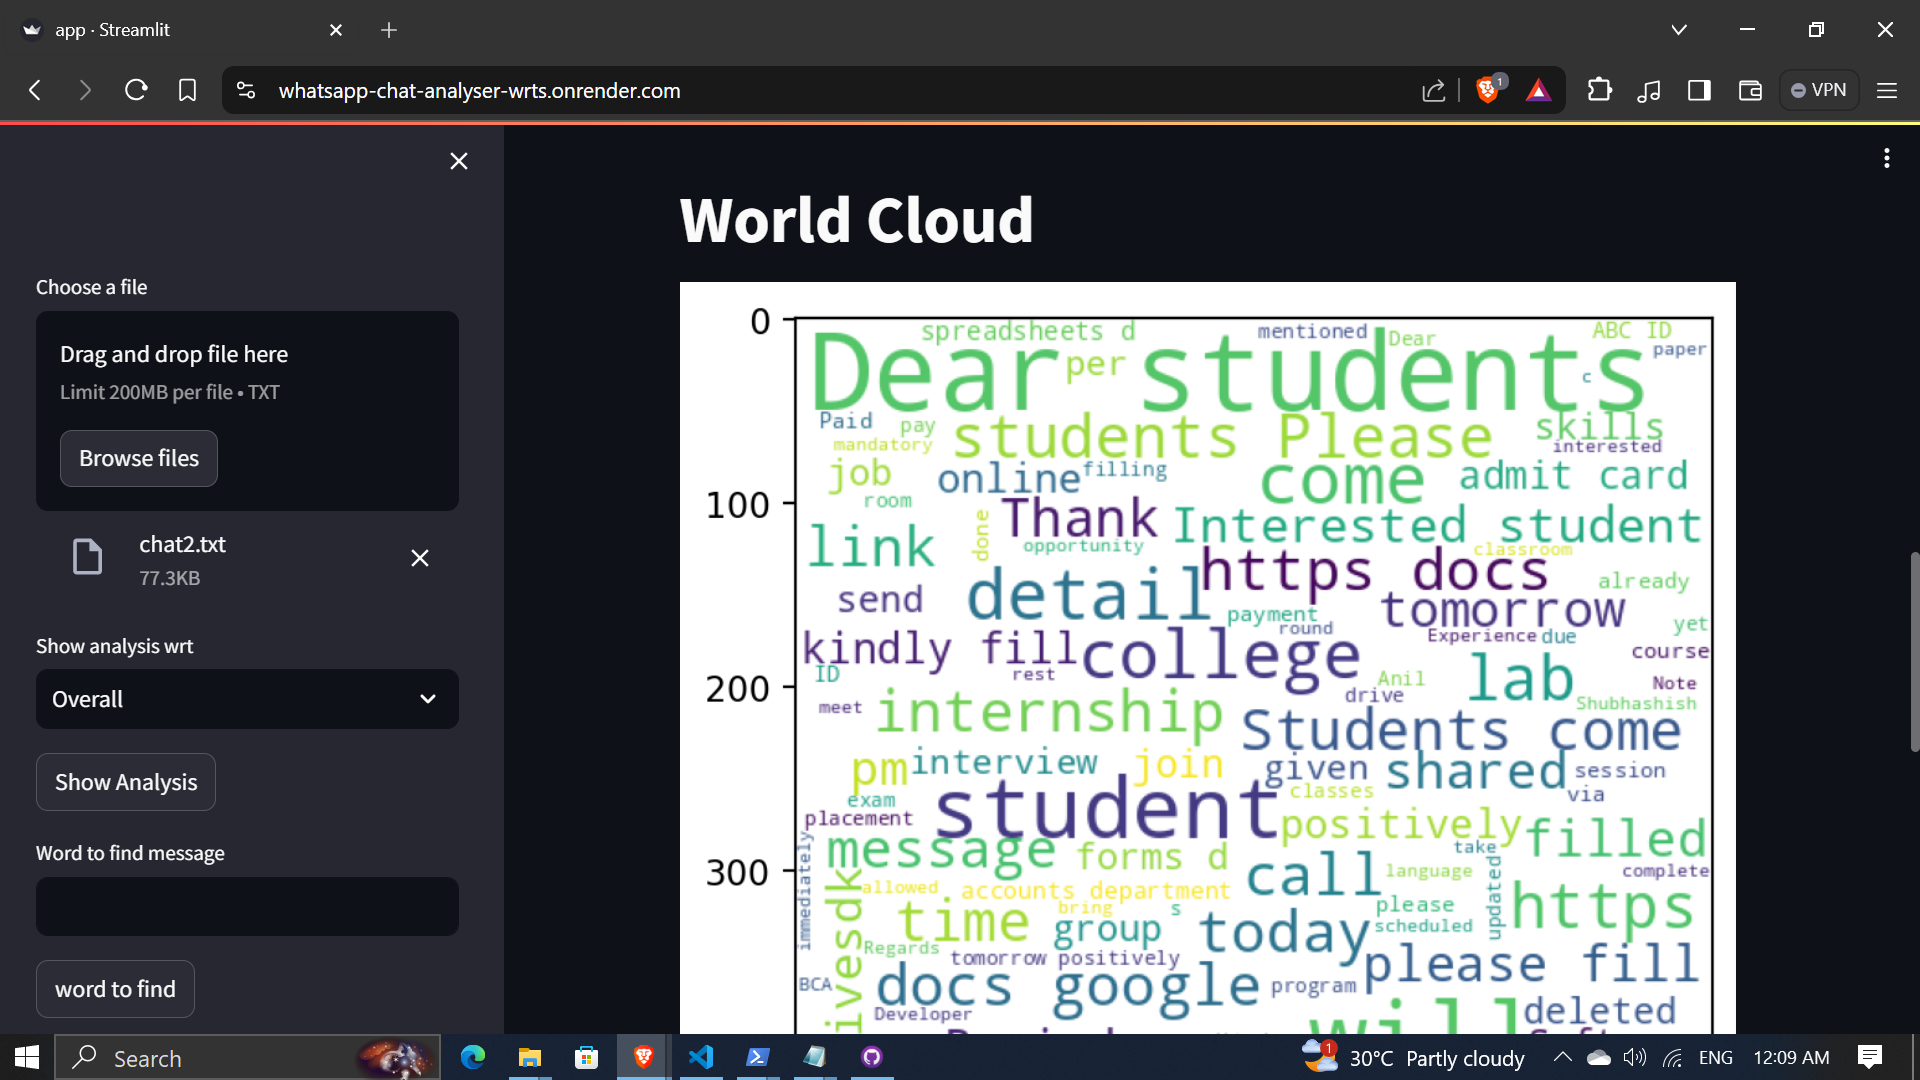 app · Streamlit
whatsapp-chat-analyser-wrts.onrender.com
1
VPN
Choose a file
Drag and drop file here
Limit 200MB per file • TXT
Browse files
chat2.txt
77.3KB
Show analysis wrt
Overall
Show Analysis
Word to find message
word to find
World Cloud
0
100
200
300
spreadsheets d
mentioned
Dear
ABC ID
paper
Dear students
per
c
Paid
pay
students Please
skills
mandatory
interested
job
online
filling
come
admit card
room
Thank
Interested student
link
done
opportunity
classroom
https docs
detail
already
send
payment
tomorrow
round
Experience
due
yet
kindly fill
college
course
ID
rest
lab
Anil
Note
meet
drive
Shubhashish
internship
Students come
pm
interview
join
given
shared
session
exam
student
classes
via
placement
positively
filled
immediately
message
forms d
take
updated
call
language
complete
allowed
accounts department
https
ivesdk
time
bring
s
please
group
today
scheduled
Regards
tomorrow positively
please fill
BCA
docs google
program
Developer
deleted
will
Search
1
30°C Partly cloudy
ENG
12:09 AM